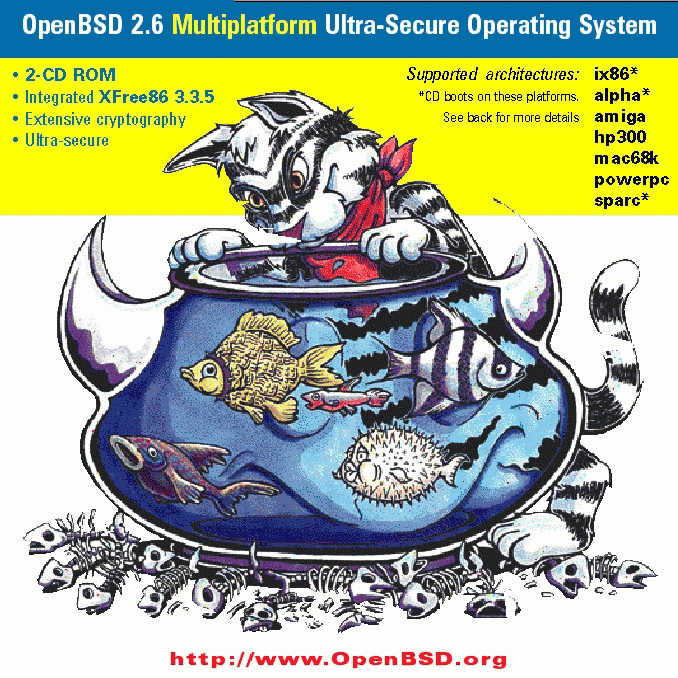 OpenBSD 2.6 Multiplatform Ultra-Secure Operating System
• 2-CD ROM
• Integrated XFree86 3.3.5
• Extensive cryptography
• Ultra-secure
Supported architectures:
*CD boots on these platforms.
See back for more details
ix86*
alpha*
amiga
hp300
mac68k
powerpc
sparc*
http://www.OpenBSD.org